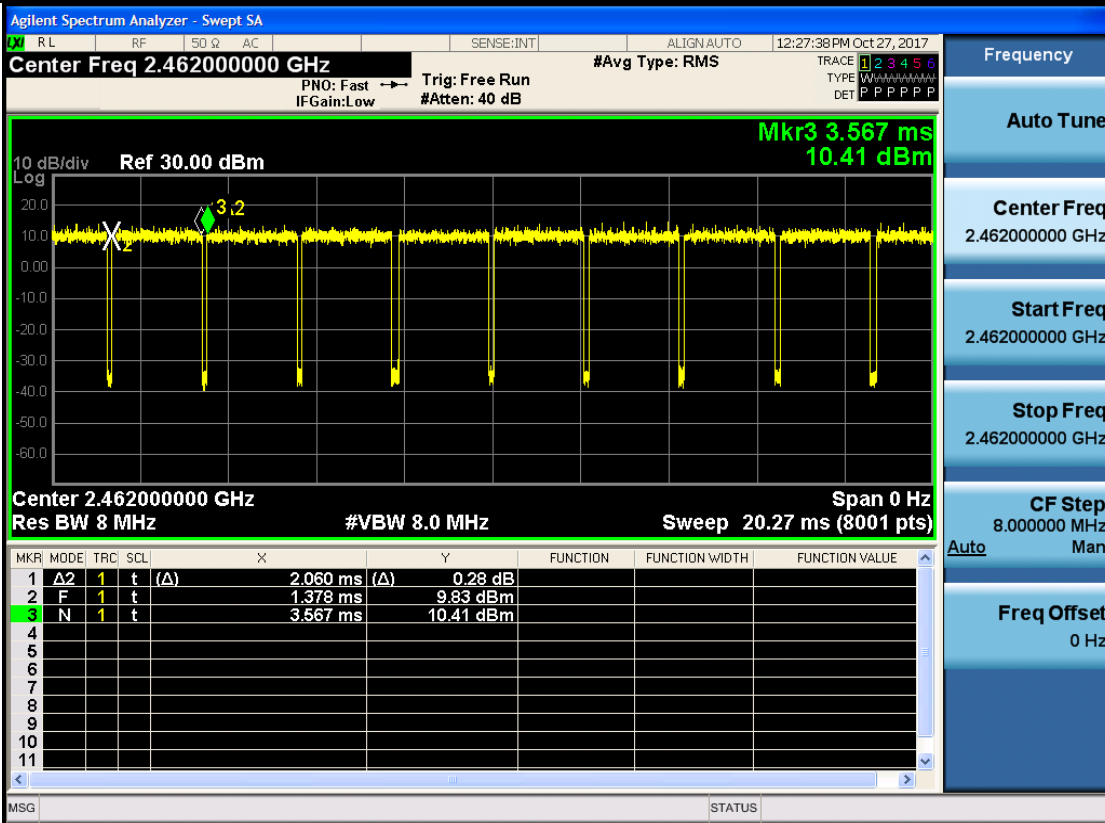 Agilent Spectrum Analyzer - Swept SA
LXI RL RF 50 Ω AC SENSE:INT ALIGN AUTO 12:27:38 PM Oct 27, 2017
Center Freq 2.462000000 GHz
PNO: Fast
IFGain:Low
Trig: Free Run
#Atten: 40 dB
#Avg Type: RMS
TRACE 1 2 3 4 5 6
TYPE WWWWWW
DET P P P P P P
Mkr3 3.567 ms
10.41 dBm
10 dB/div Ref 30.00 dBm
Log
20.0
10.0
0.00
-10.0
-20.0
-30.0
-40.0
-50.0
-60.0
3 2
2
Center 2.462000000 GHz Span 0 Hz
Res BW 8 MHz #VBW 8.0 MHz Sweep 20.27 ms (8001 pts)
MKR MODE TRC SCL X Y FUNCTION FUNCTION WIDTH FUNCTION VALUE
1 Δ2 1 t (Δ) 2.060 ms (Δ) 0.28 dB
2 F 1 t 1.378 ms 9.83 dBm
3 N 1 t 3.567 ms 10.41 dBm
4
5
6
7
8
9
10
11
MSG STATUS
Frequency
Auto Tune
Center Freq
2.462000000 GHz
Start Freq
2.462000000 GHz
Stop Freq
2.462000000 GHz
CF Step
8.000000 MHz
Auto Man
Freq Offset
0 Hz